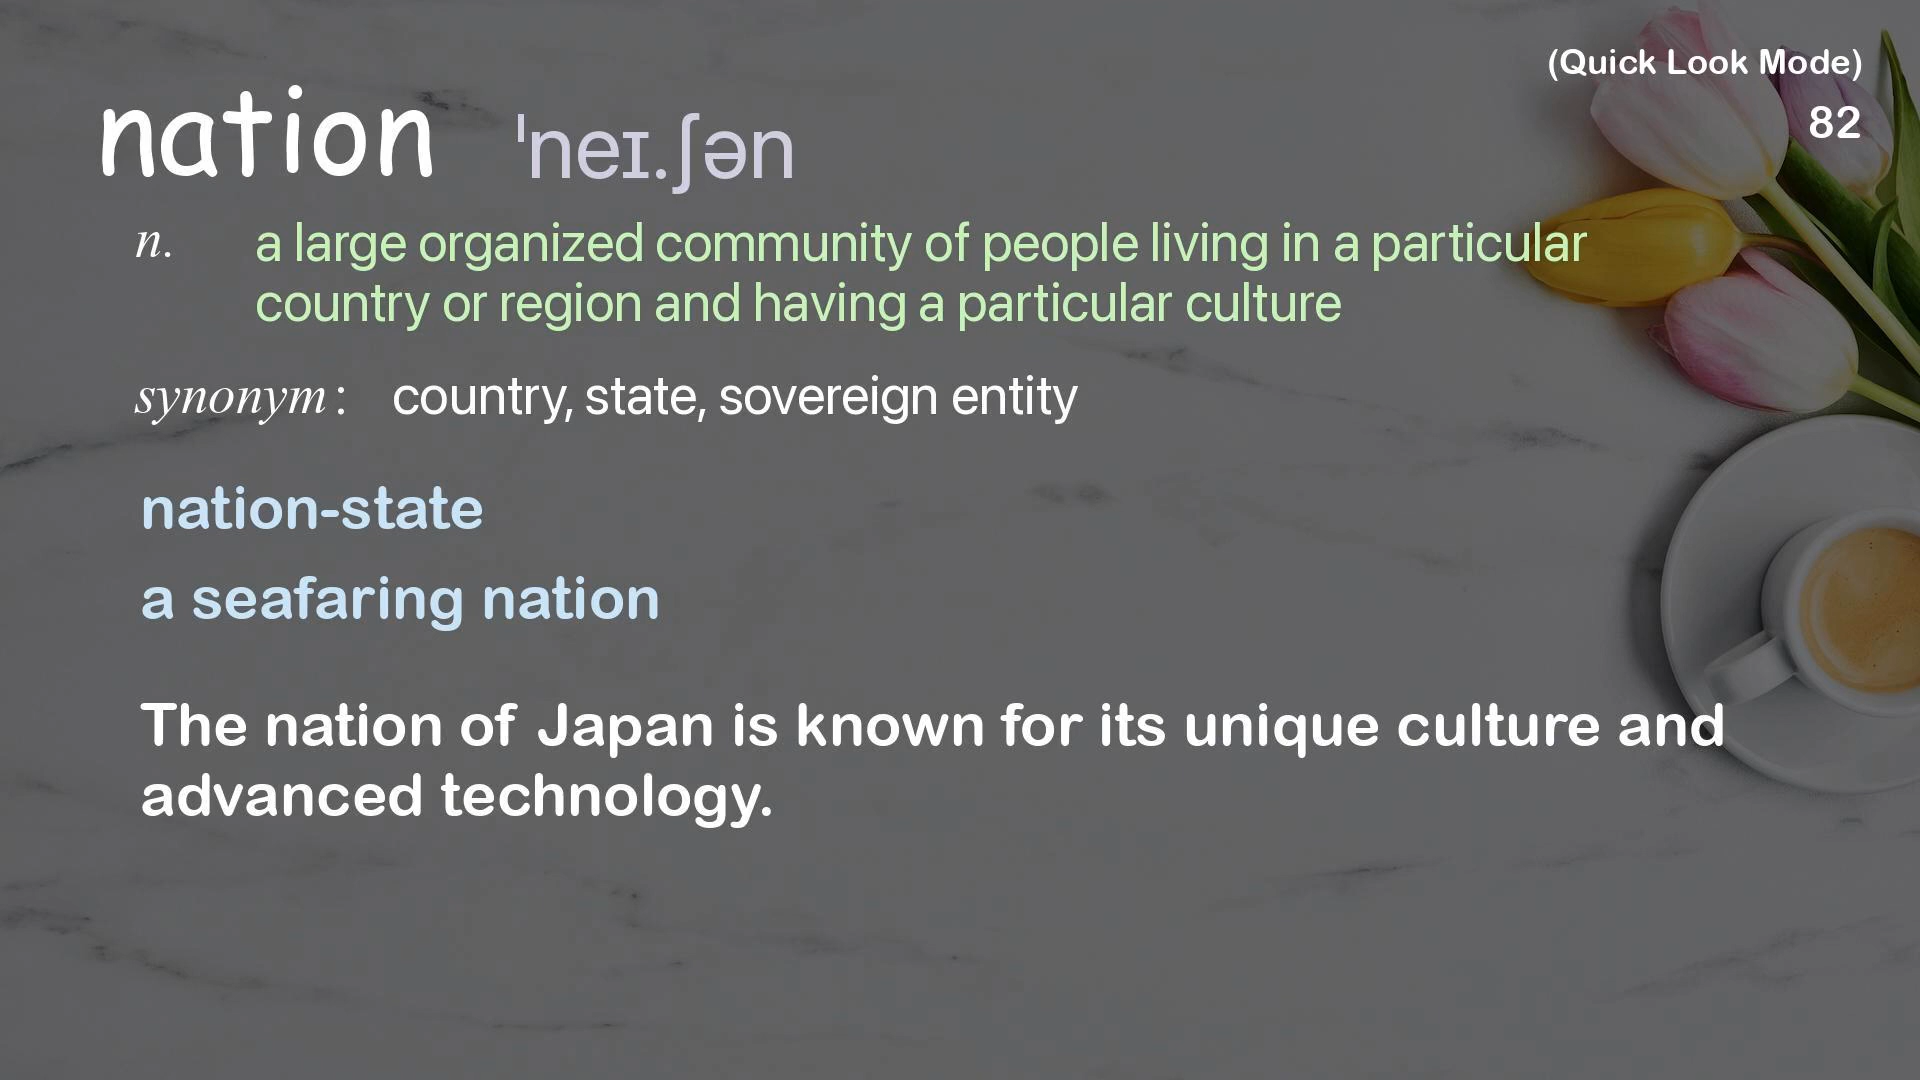 (Quick Look Mode)
82
nation ˈneɪ.ʃən
n. a large organized community of people living in a particular
country or region and having a particular culture
synonym: country, state, sovereign entity
nation-state
a seafaring nation
The nation of Japan is known for its unique culture and
advanced technology.